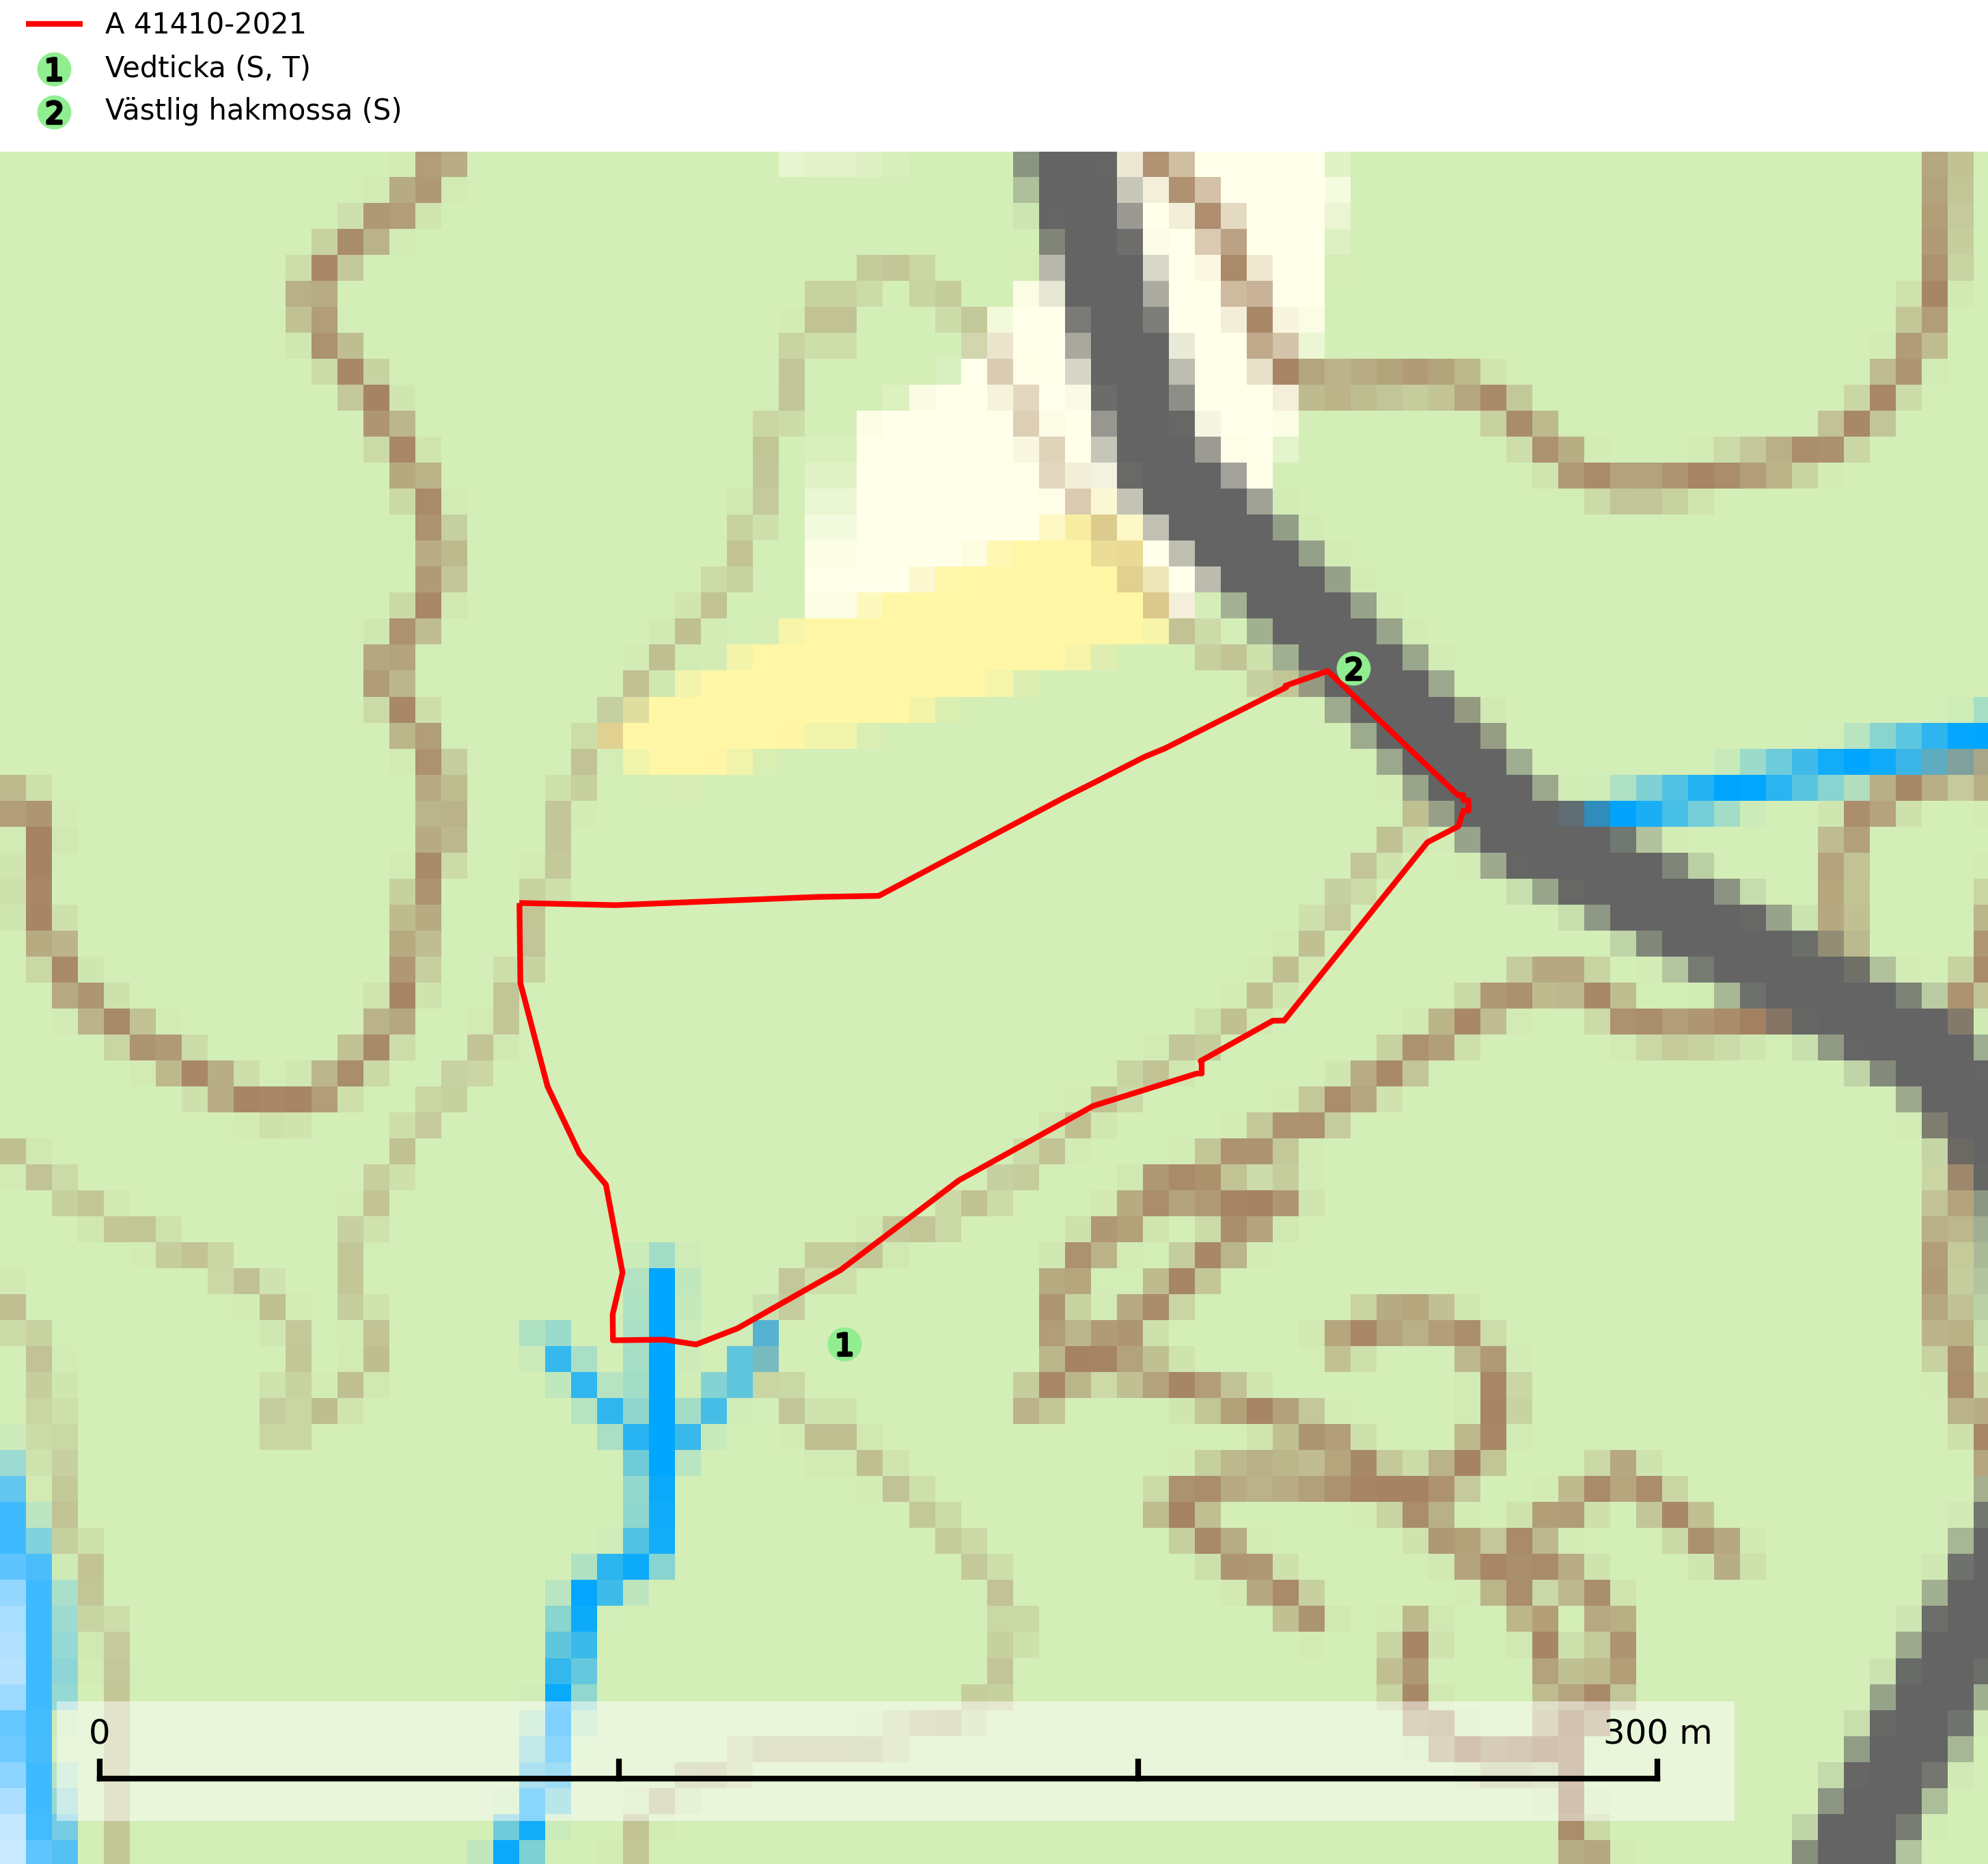 A 41410-2021
1 Vedticka (S, T)
2 Västlig hakmossa (S)
2
1
0 300 m